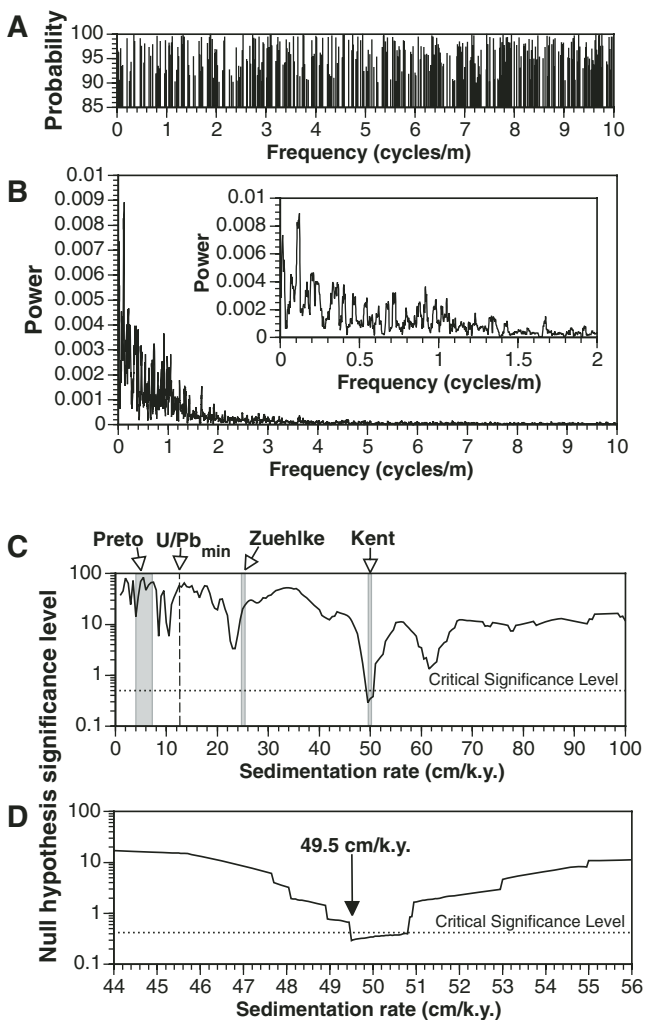 A
Probability
100
95
90
85
0 1 2 3 4 5 6 7 8 9 10
Frequency (cycles/m)
B
Power
0.01
0.009
0.008
0.007
0.006
0.005
0.004
0.003
0.002
0.001
0
0 1 2 3 4 5 6 7 8 9 10
Frequency (cycles/m)
Power
0.01
0.008
0.006
0.004
0.002
0
0 0.5 1 1.5 2
Frequency (cycles/m)
C
Preto U/Pb min Zuehlke Kent
Null hypothesis significance level
100
10
1
0.1
Critical Significance Level
0 10 20 30 40 50 60 70 80 90 100
Sedimentation rate (cm/k.y.)
D
100
10
1
0.1
49.5 cm/k.y.
Critical Significance Level
44 45 46 47 48 49 50 51 52 53 54 55 56
Sedimentation rate (cm/k.y.)